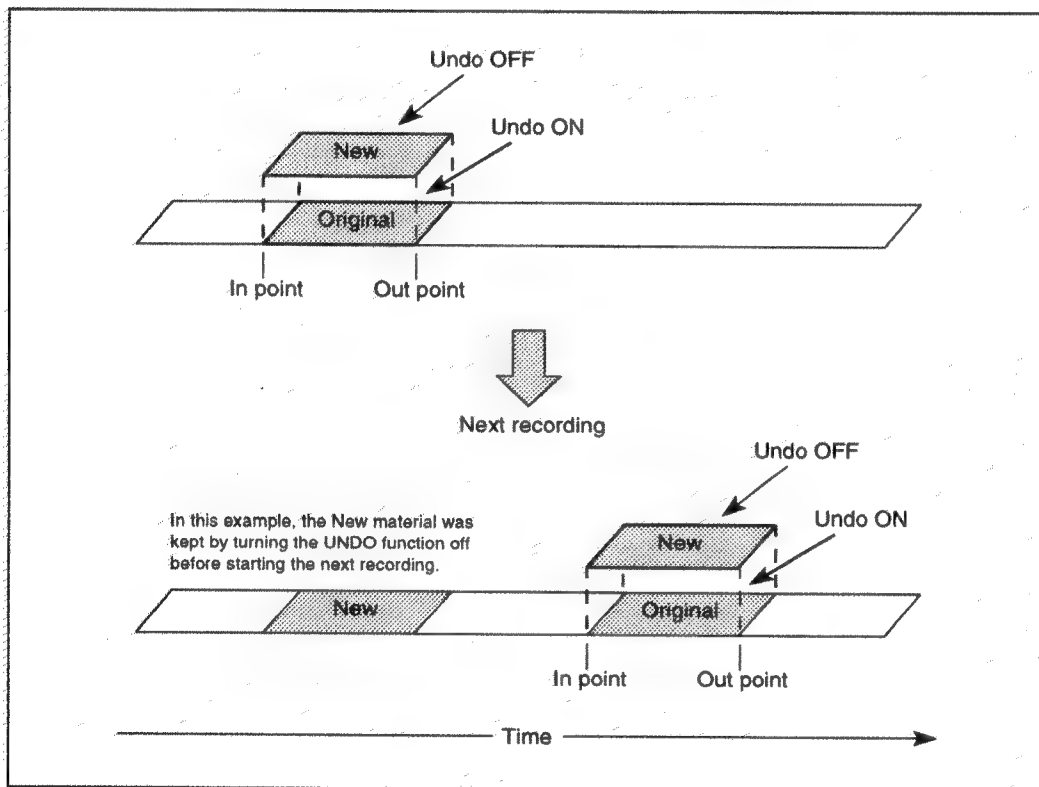 Undo OFF
Undo ON
New
Original
In point
Out point
Next recording
Undo OFF
Undo ON
In this example, the New material was
kept by turning the UNDO function off
before starting the next recording.
New
New
Original
In point
Out point
Time